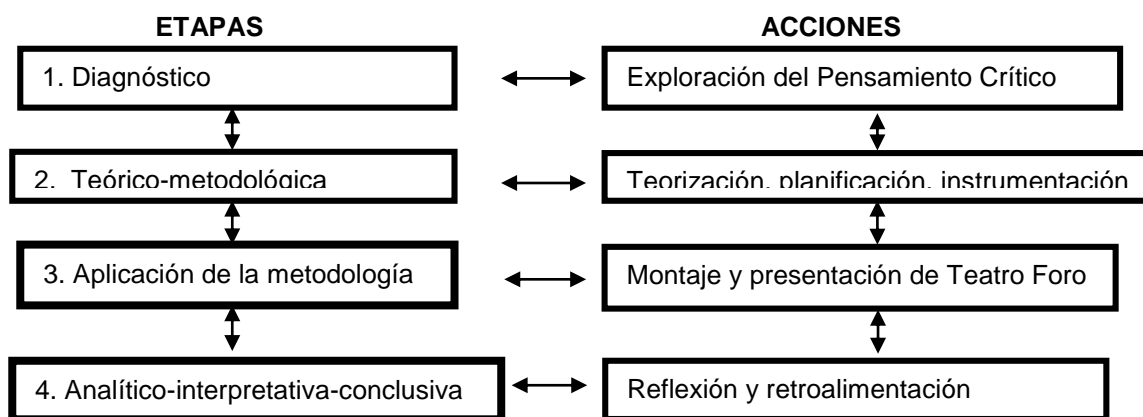 ETAPAS ACCIONES
1. Diagnóstico Exploración del Pensamiento Crítico
2. Teórico-metodológica Teorización, planificación, instrumentación
3. Aplicación de la metodología Montaje y presentación de Teatro Foro
4. Analítico-interpretativa-conclusiva Reflexión y retroalimentación